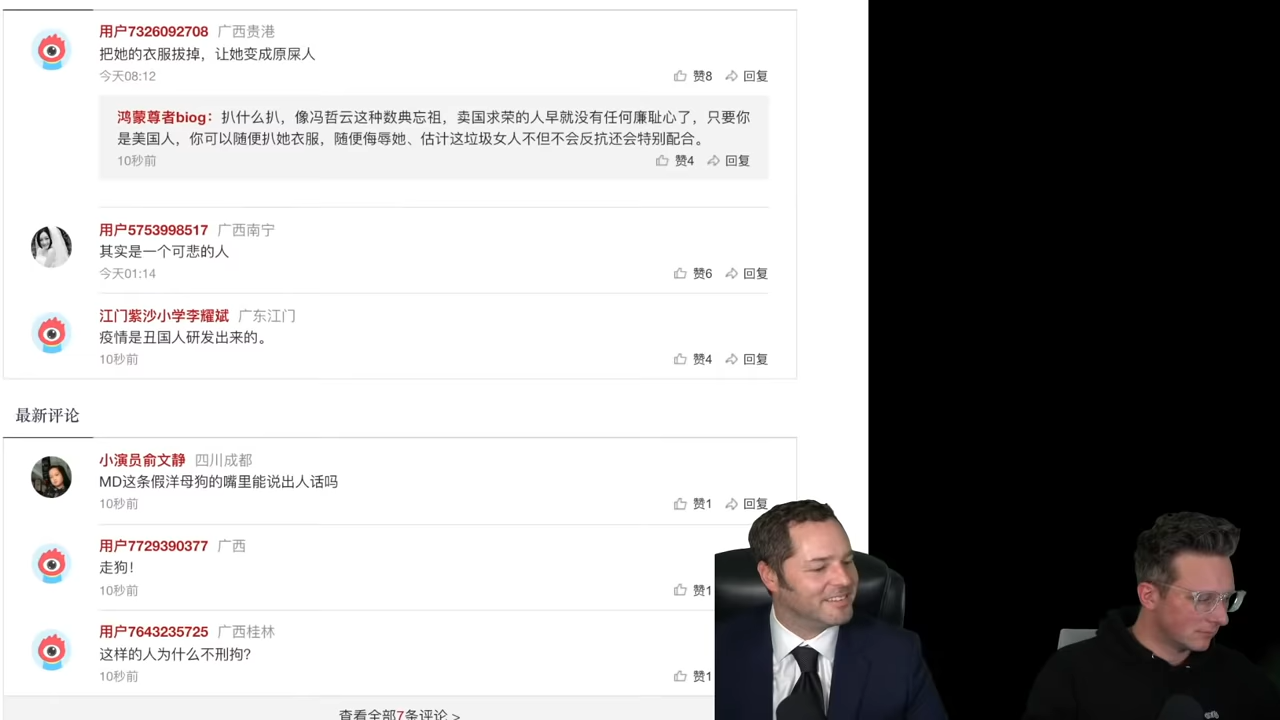 用户7326092708 广西贵港
把她的衣服拔掉，让她变成原屎人
今天08:12 赞8 回复
鸿蒙尊者biog：扒什么扒，像冯哲云这种数典忘祖，卖国求荣的人早就没有任何廉耻心了，只要你
是美国人，你可以随便扒她衣服，随便侮辱她、估计这垃圾女人不但不会反抗还会特别配合。
10秒前 赞4 回复
用户5753998517 广西南宁
其实是一个可悲的人
今天01:14 赞6 回复
江门紫沙小学李耀斌 广东江门
疫情是丑国人研发出来的。
10秒前 赞4 回复
最新评论
小演员俞文静 四川成都
MD这条假洋母狗的嘴里能说出人话吗
10秒前 赞1 回复
用户7729390377 广西
走狗！
10秒前 赞1
用户7643235725 广西桂林
这样的人为什么不刑拘？
10秒前 赞1
查看全部7条评论 >